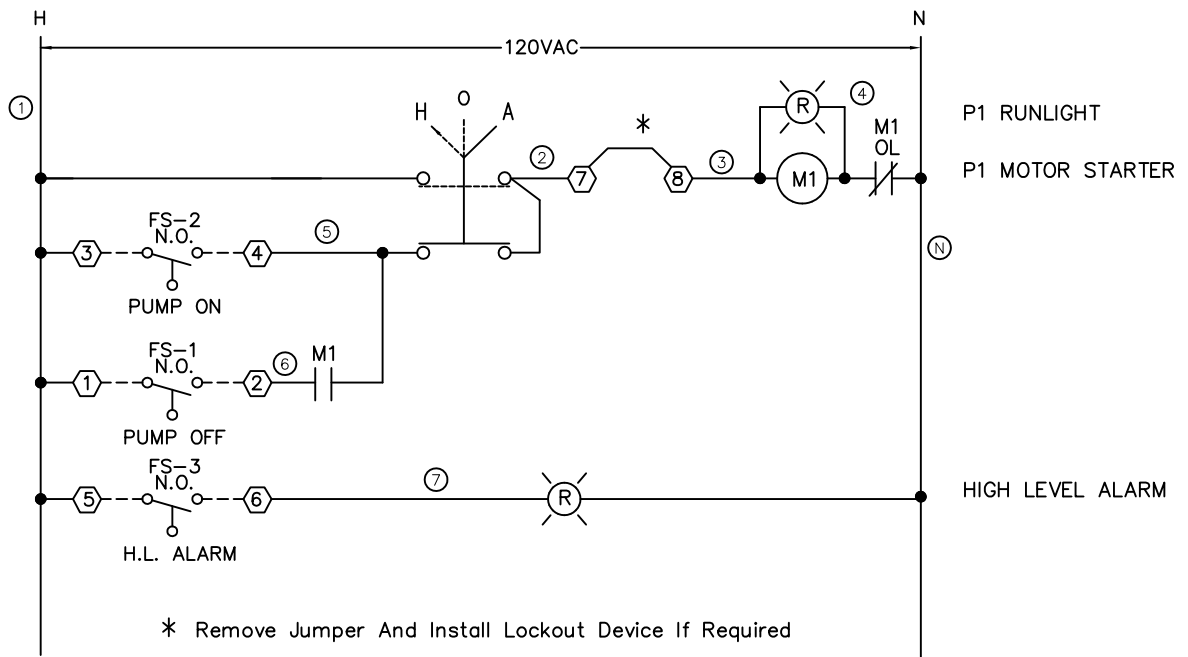 H
N
120VAC
1
H
O
A
*
2
7
8
3
R
4
M1
OL
M1
P1 RUNLIGHT
P1 MOTOR STARTER
FS-2
N.O.
3
4
5
PUMP ON
N
FS-1
N.O.
1
2
6
M1
PUMP OFF
FS-3
N.O.
5
6
7
R
HIGH LEVEL ALARM
H.L. ALARM
* Remove Jumper And Install Lockout Device If Required